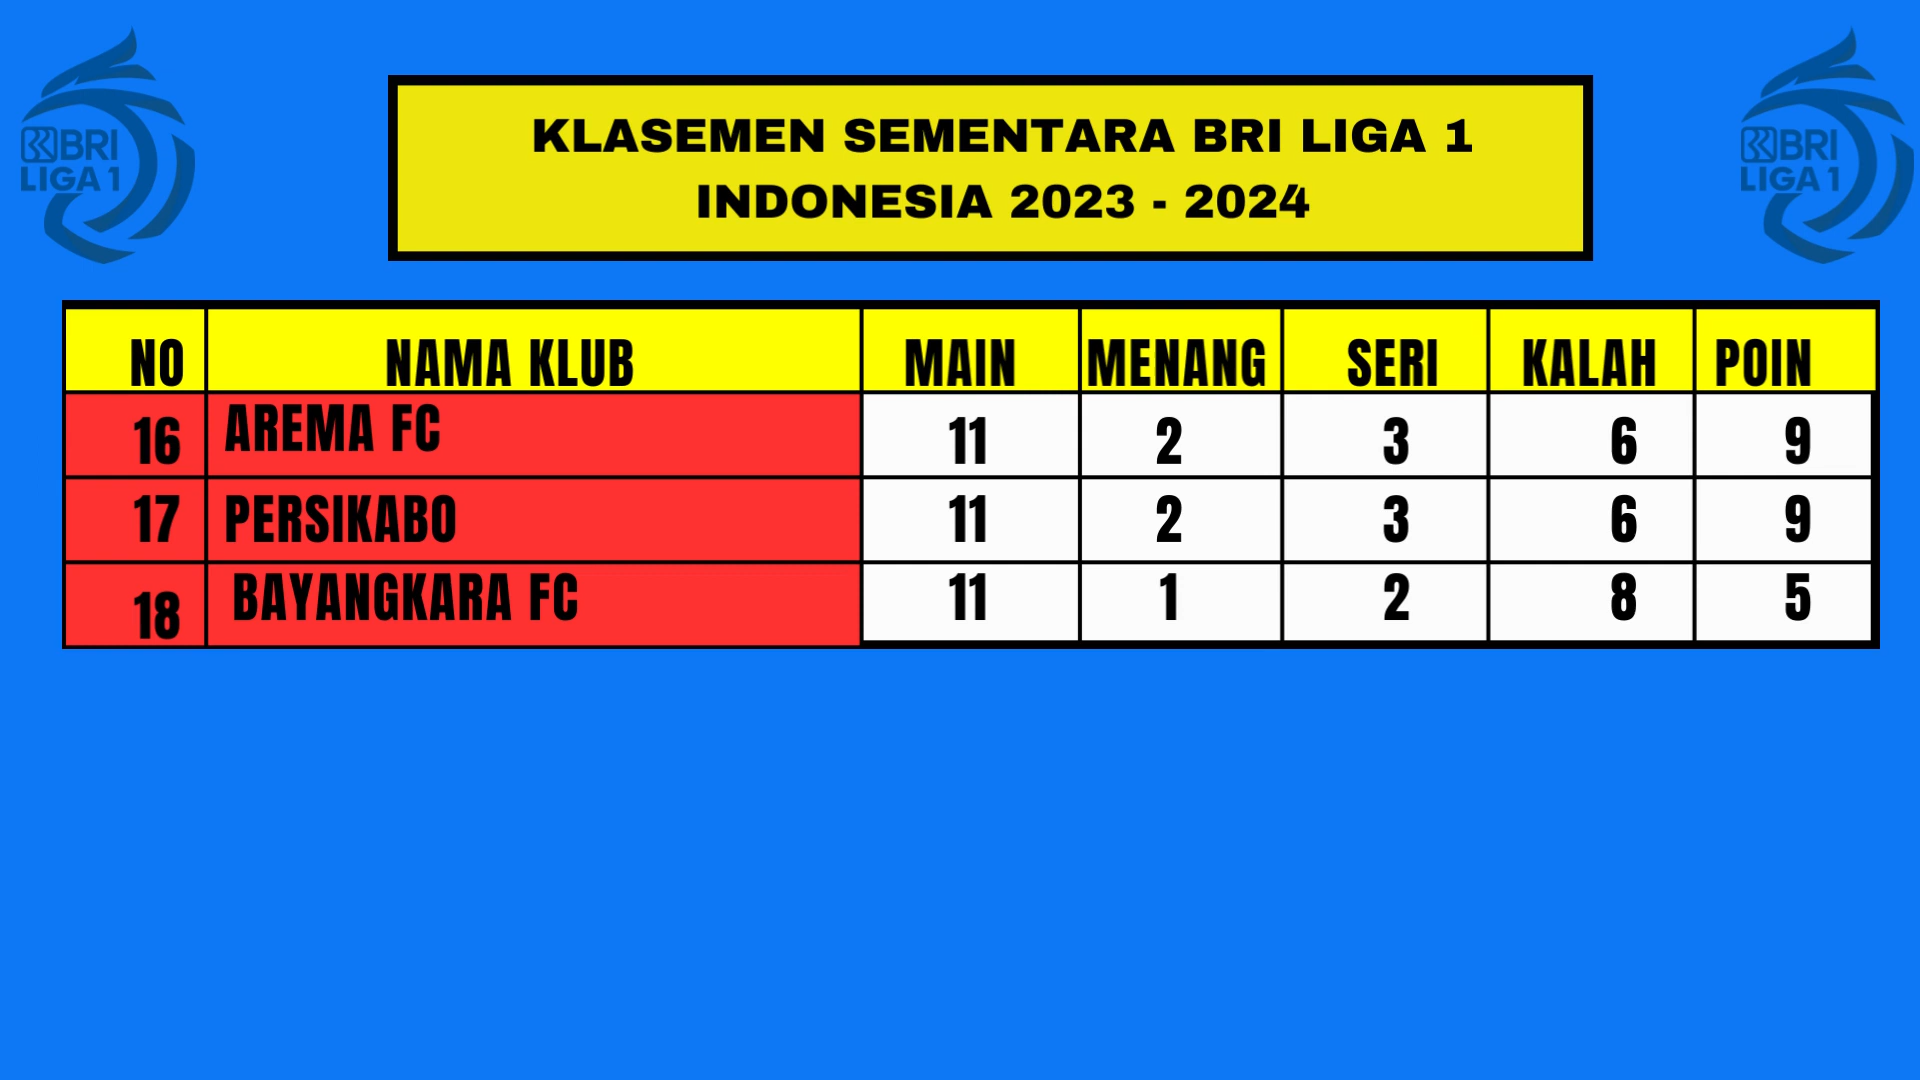 BRI
LIGA 1
KLASEMEN SEMENTARA BRI LIGA 1
INDONESIA 2023 - 2024
BRI
LIGA 1
NO NAMA KLUB MAIN MENANG SERI KALAH POIN
16 AREMA FC 11 2 3 6 9
17 PERSIKABO 11 2 3 6 9
18 BAYANGKARA FC 11 1 2 8 5